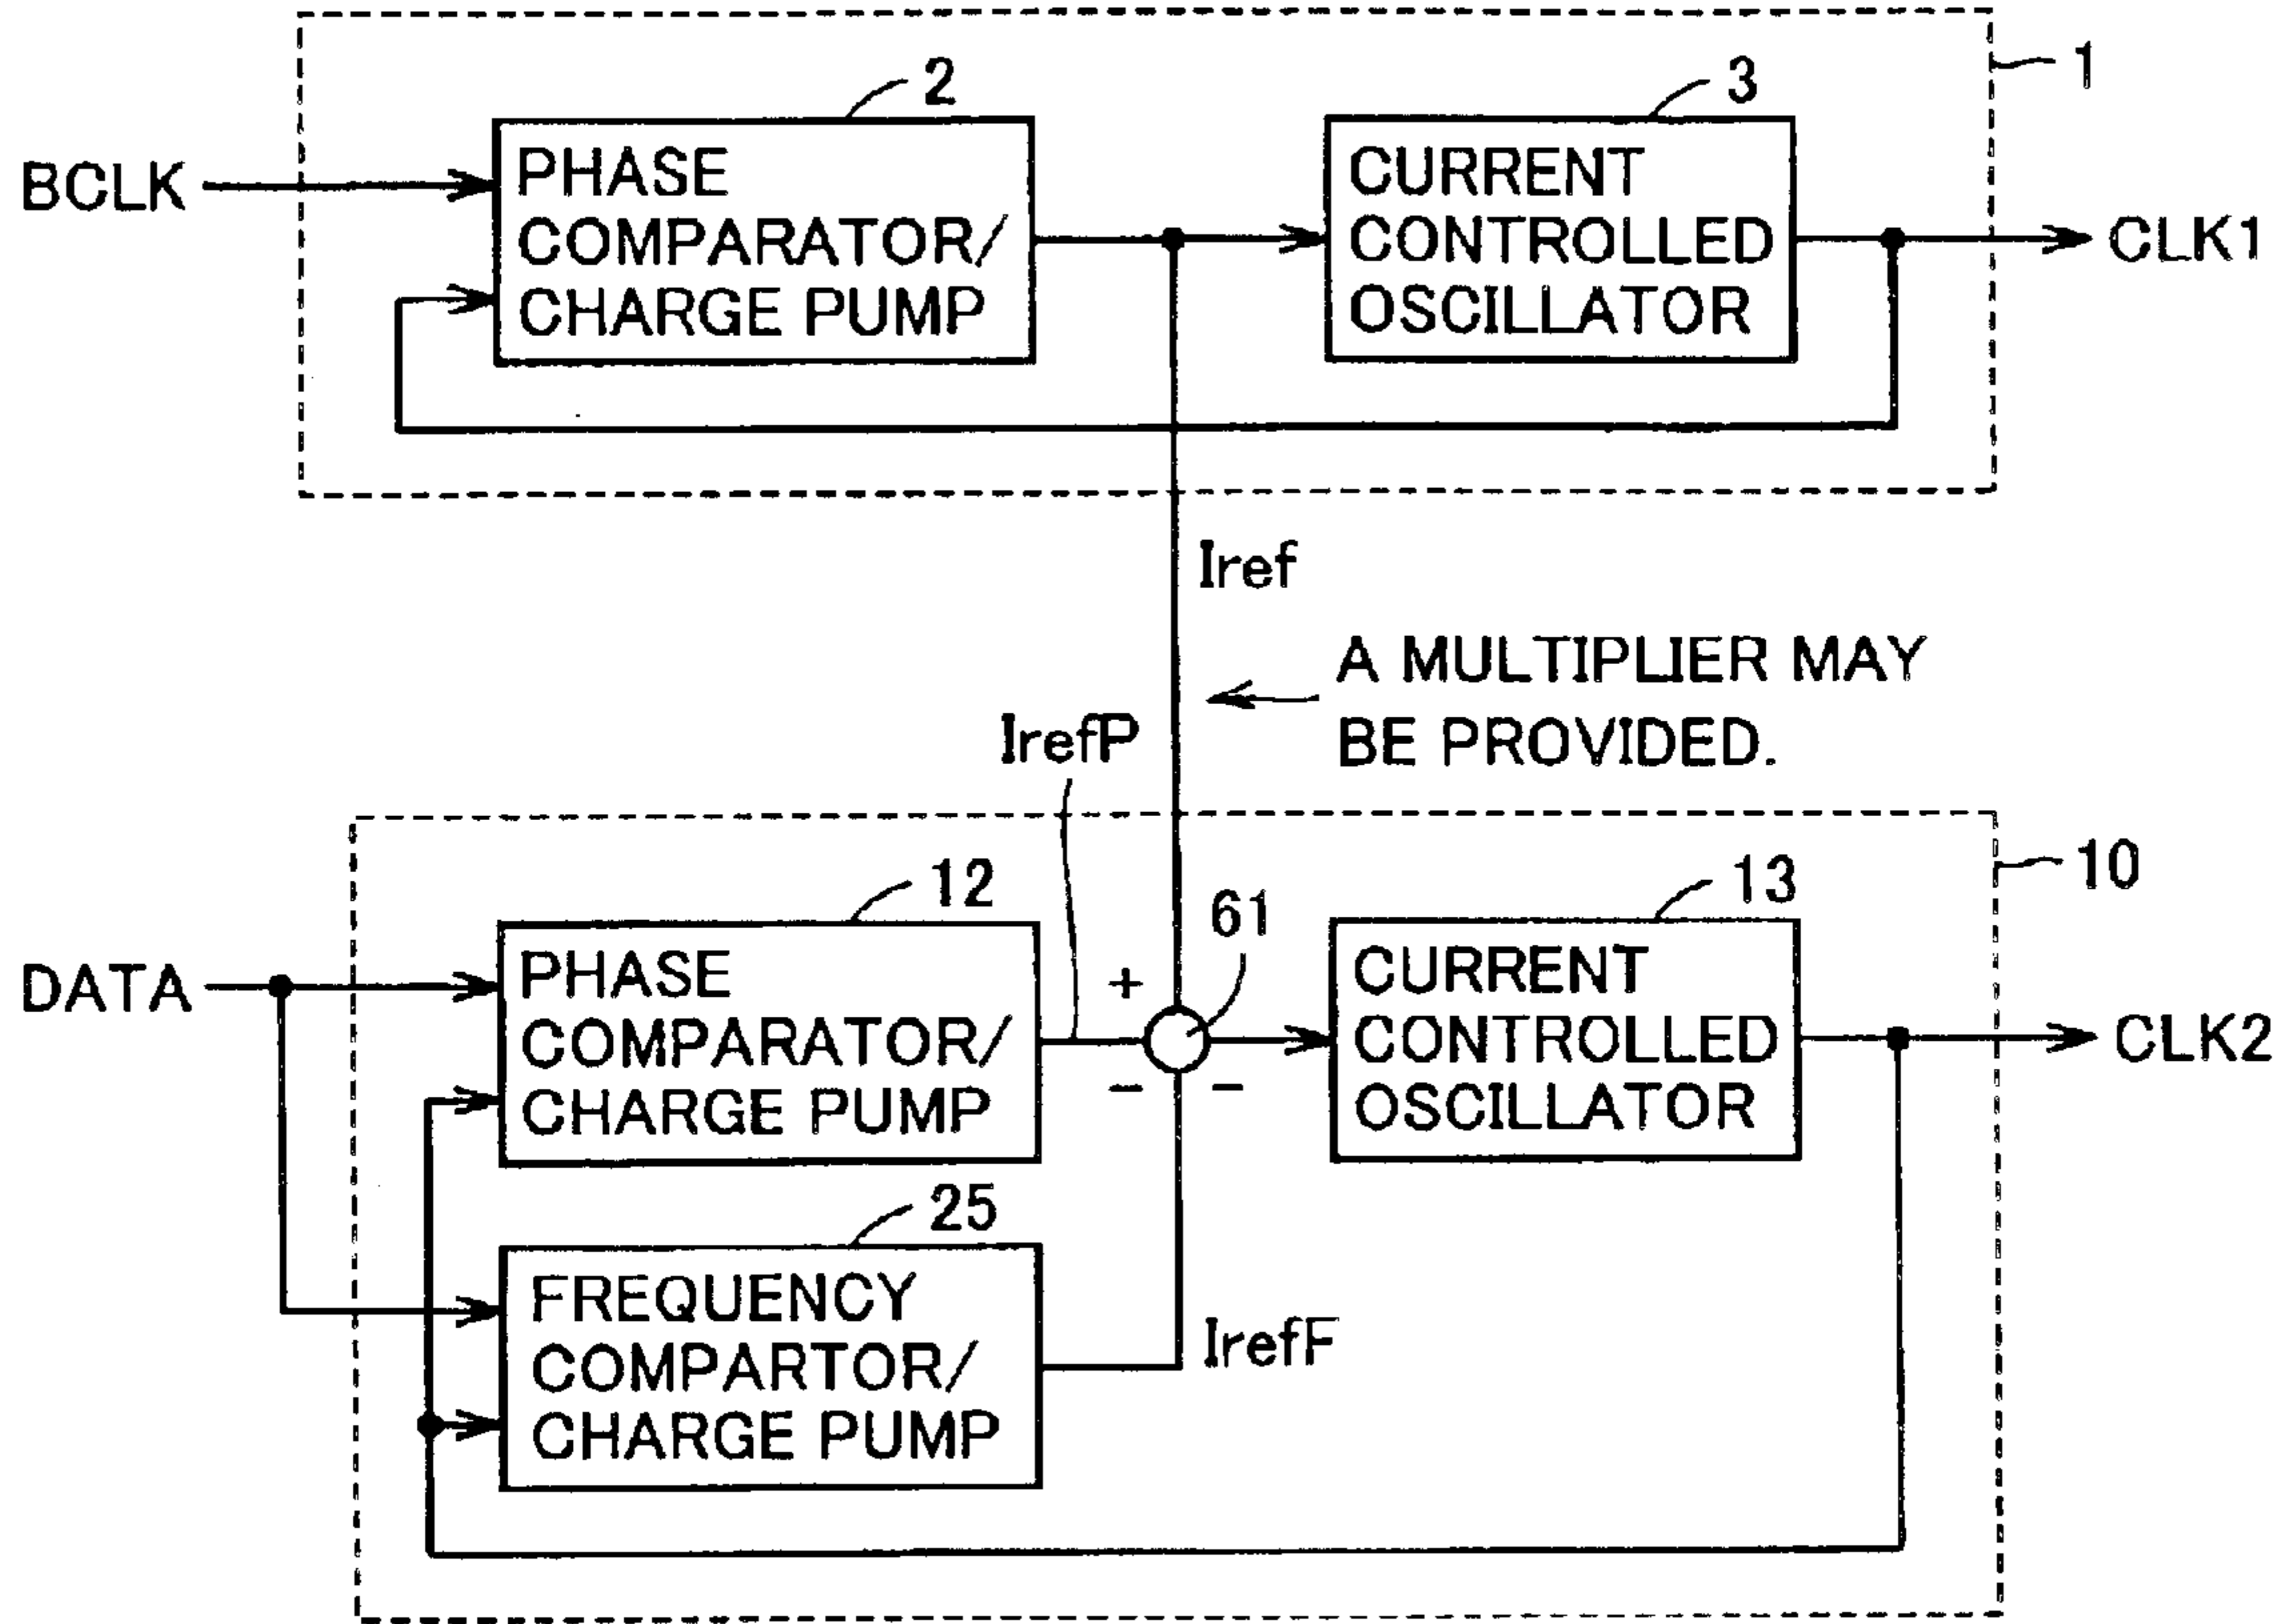 1
2
3
BCLK
PHASE
COMPARATOR/
CHARGE PUMP
CURRENT
CONTROLLED
OSCILLATOR
CLK1
Iref
A MULTIPLIER MAY
BE PROVIDED.
IrefP
10
12
61
13
DATA
PHASE
COMPARATOR/
CHARGE PUMP
+
− −
CURRENT
CONTROLLED
OSCILLATOR
CLK2
25
FREQUENCY
COMPARTOR/
CHARGE PUMP
IrefF